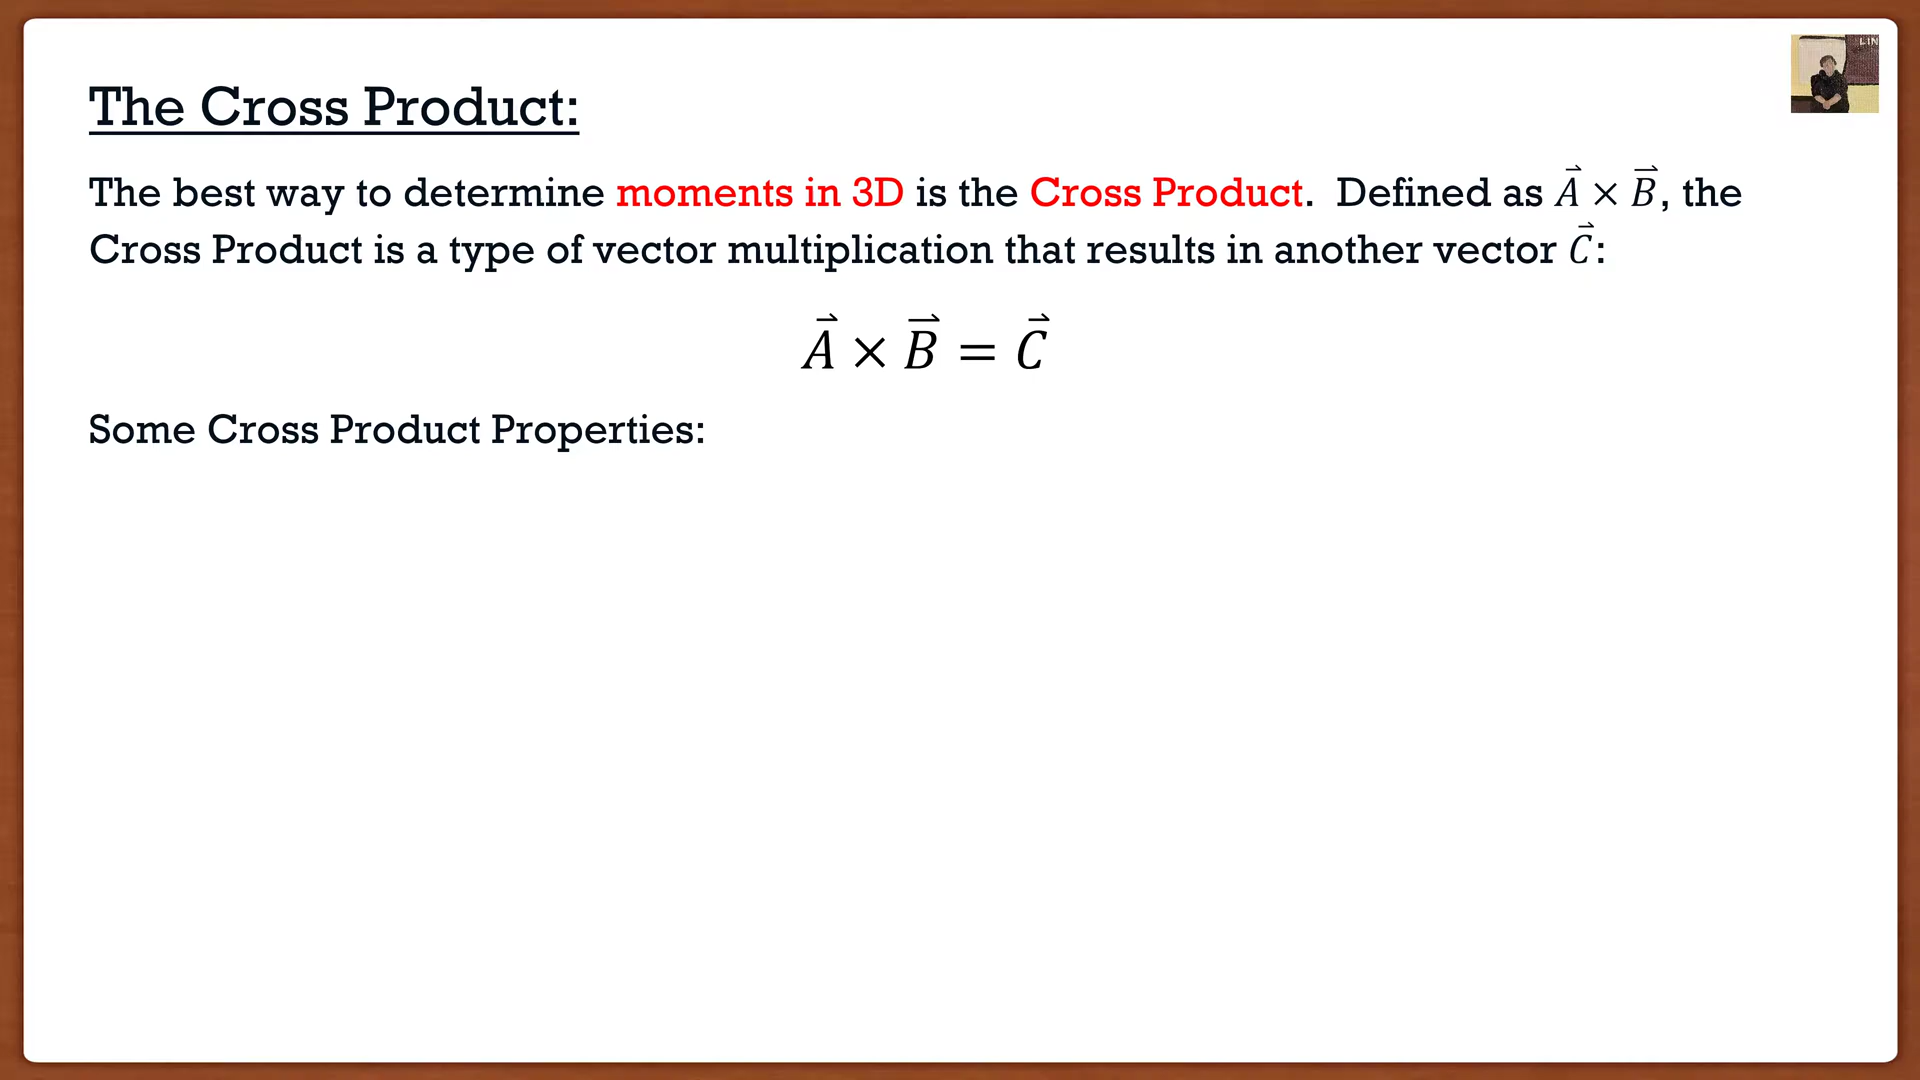 The Cross Product:
The best way to determine moments in 3D is the Cross Product. Defined as A⃑ × B⃑, the
Cross Product is a type of vector multiplication that results in another vector C⃑:
A⃑ × B⃑ = C⃑
Some Cross Product Properties: